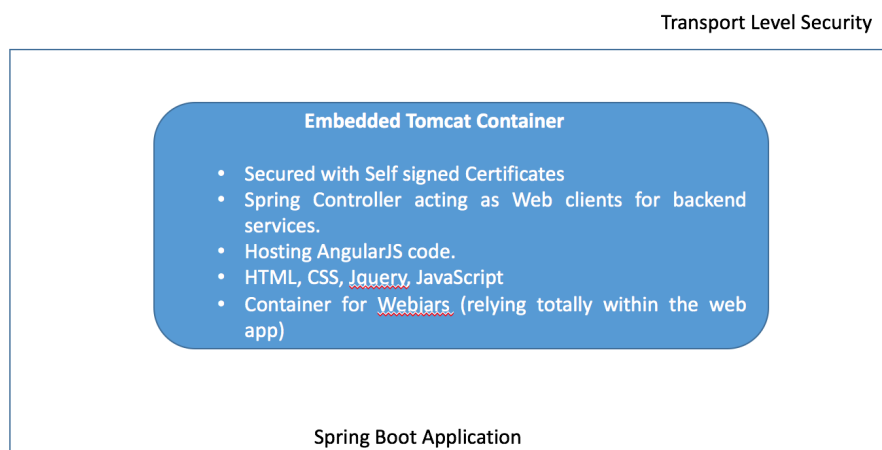 Transport Level Security
Embedded Tomcat Container
• Secured with Self signed Certificates
• Spring Controller acting as Web clients for backend
services.
• Hosting AngularJS code.
• HTML, CSS, Jquery, JavaScript
• Container for Webjars (relying totally within the web
app)
Spring Boot Application